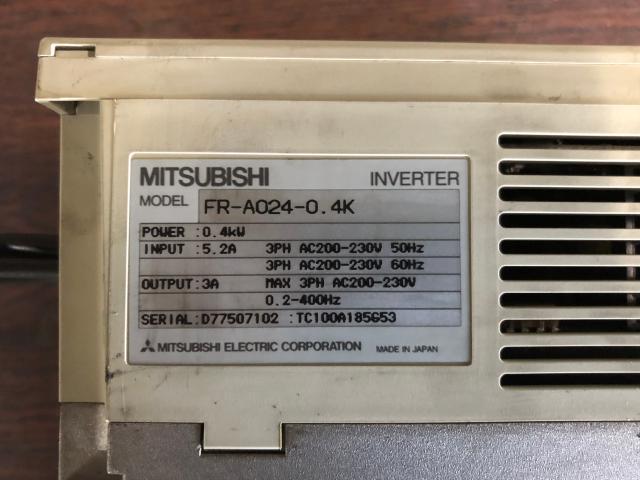 MITSUBISHI INVERTER
MODEL FR-A024-0.4K
POWER :0.4kW
INPUT :5.2A 3PH AC200-230V 50Hz
3PH AC200-230V 60Hz
OUTPUT:3A MAX 3PH AC200-230V
0.2-400Hz
SERIAL:D77507102 :TC100A185G53
MITSUBISHI ELECTRIC CORPORATION MADE IN JAPAN